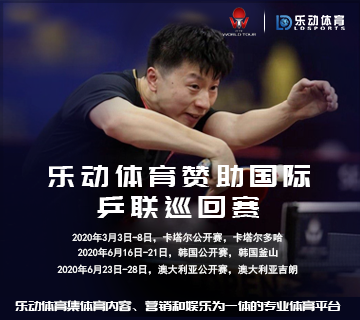 WORLD TOUR
乐动体育
LDSPORTS
乐动体育赞助国际
乒联巡回赛
2020年3月3日-8日，卡塔尔公开赛，卡塔尔多哈
2020年6月16日-21日，韩国公开赛，韩国釜山
2020年6月23日-28日，澳大利亚公开赛，澳大利亚吉朗
乐动体育集体育内容、营销和娱乐为一体的专业体育平台